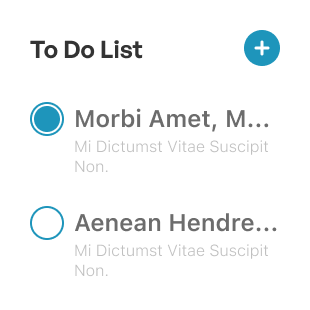 To Do List
Morbi Amet, M...
Mi Dictumst Vitae Suscipit
Non.
Aenean Hendre...
Mi Dictumst Vitae Suscipit
Non.